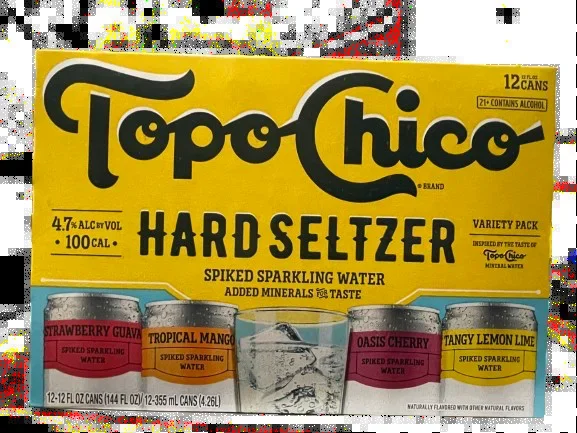 12 12 FL OZ CANS
21+ CONTAINS ALCOHOL
Topo Chico
® BRAND
4.7% ALC BY VOL
• 100 CAL •
HARD SELTZER
VARIETY PACK
INSPIRED BY THE TASTE OF
Topo Chico
MINERAL WATER
SPIKED SPARKLING WATER
ADDED MINERALS FOR TASTE
STRAWBERRY GUAVA
SPIKED SPARKLING
WATER
TROPICAL MANGO
SPIKED SPARKLING
WATER
OASIS CHERRY
SPIKED SPARKLING
WATER
TANGY LEMON LIME
SPIKED SPARKLING
WATER
12-12 FL OZ CANS (144 FL OZ)/ 12-355 mL CANS (4.26L)
NATURALLY FLAVORED WITH OTHER NATURAL FLAVORS